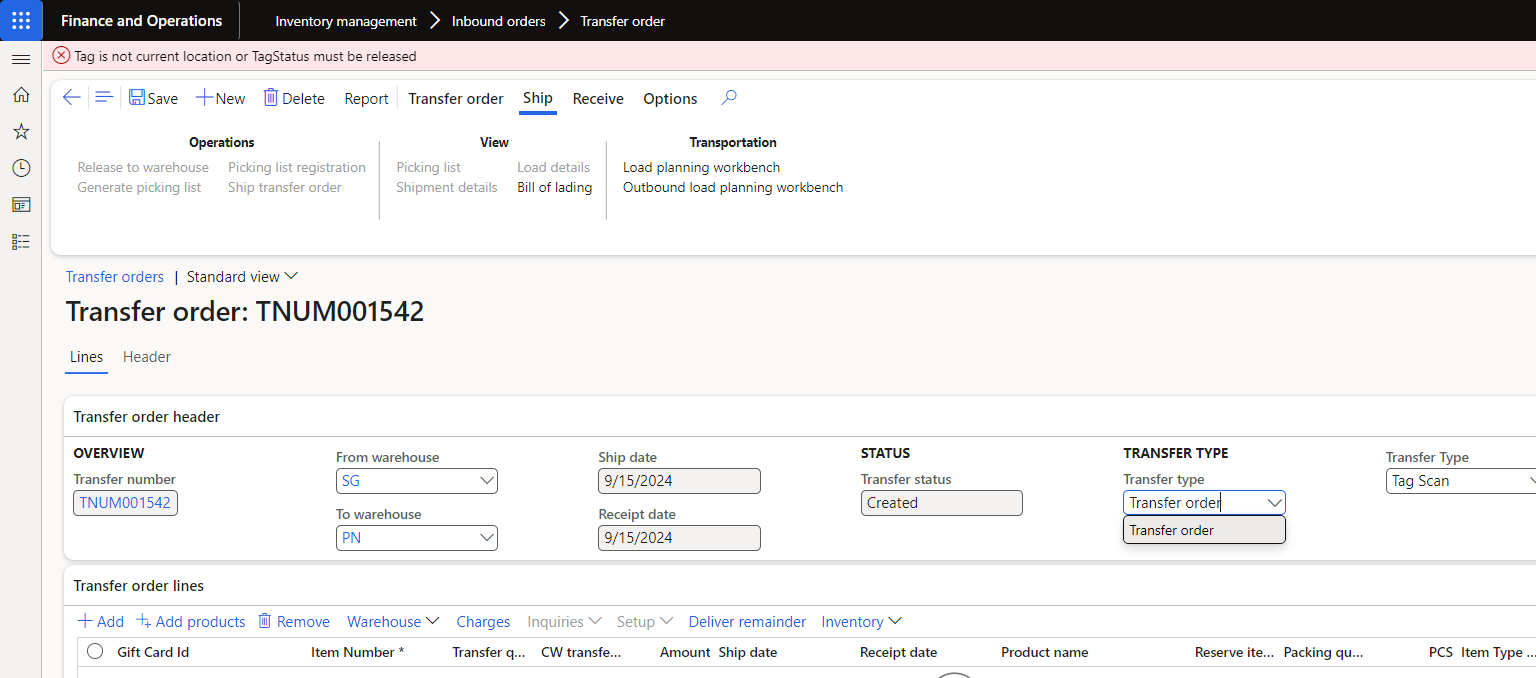 Finance and Operations
Inventory management
Inbound orders
Transfer order
Tag is not current location or TagStatus must be released
Save
New
Delete
Report
Transfer order
Ship
Receive
Options
Operations
Release to warehouse
Picking list registration
Generate picking list
Ship transfer order
View
Picking list
Load details
Shipment details
Bill of lading
Transportation
Load planning workbench
Outbound load planning workbench
Transfer orders | Standard view
Transfer order: TNUM001542
Lines
Header
Transfer order header
OVERVIEW
Transfer number
TNUM001542
From warehouse
SG
To warehouse
PN
Ship date
9/15/2024
Receipt date
9/15/2024
STATUS
Transfer status
Created
TRANSFER TYPE
Transfer type
Transfer order
Transfer order
Transfer Type
Tag Scan
Transfer order lines
Add
Add products
Remove
Warehouse
Charges
Inquiries
Setup
Deliver remainder
Inventory
Gift Card Id
Item Number *
Transfer q...
CW transfe...
Amount
Ship date
Receipt date
Product name
Reserve ite...
Packing qu...
PCS
Item Type ...